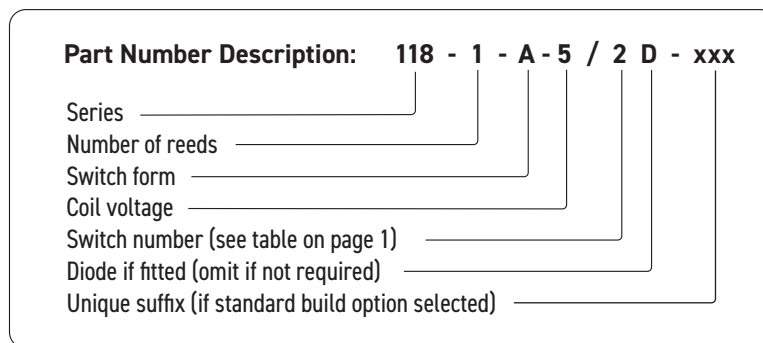 Part Number Description: 118 - 1 - A - 5 / 2 D - xxx
Series
Number of reeds
Switch form
Coil voltage
Switch number (see table on page 1)
Diode if fitted (omit if not required)
Unique suffix (if standard build option selected)